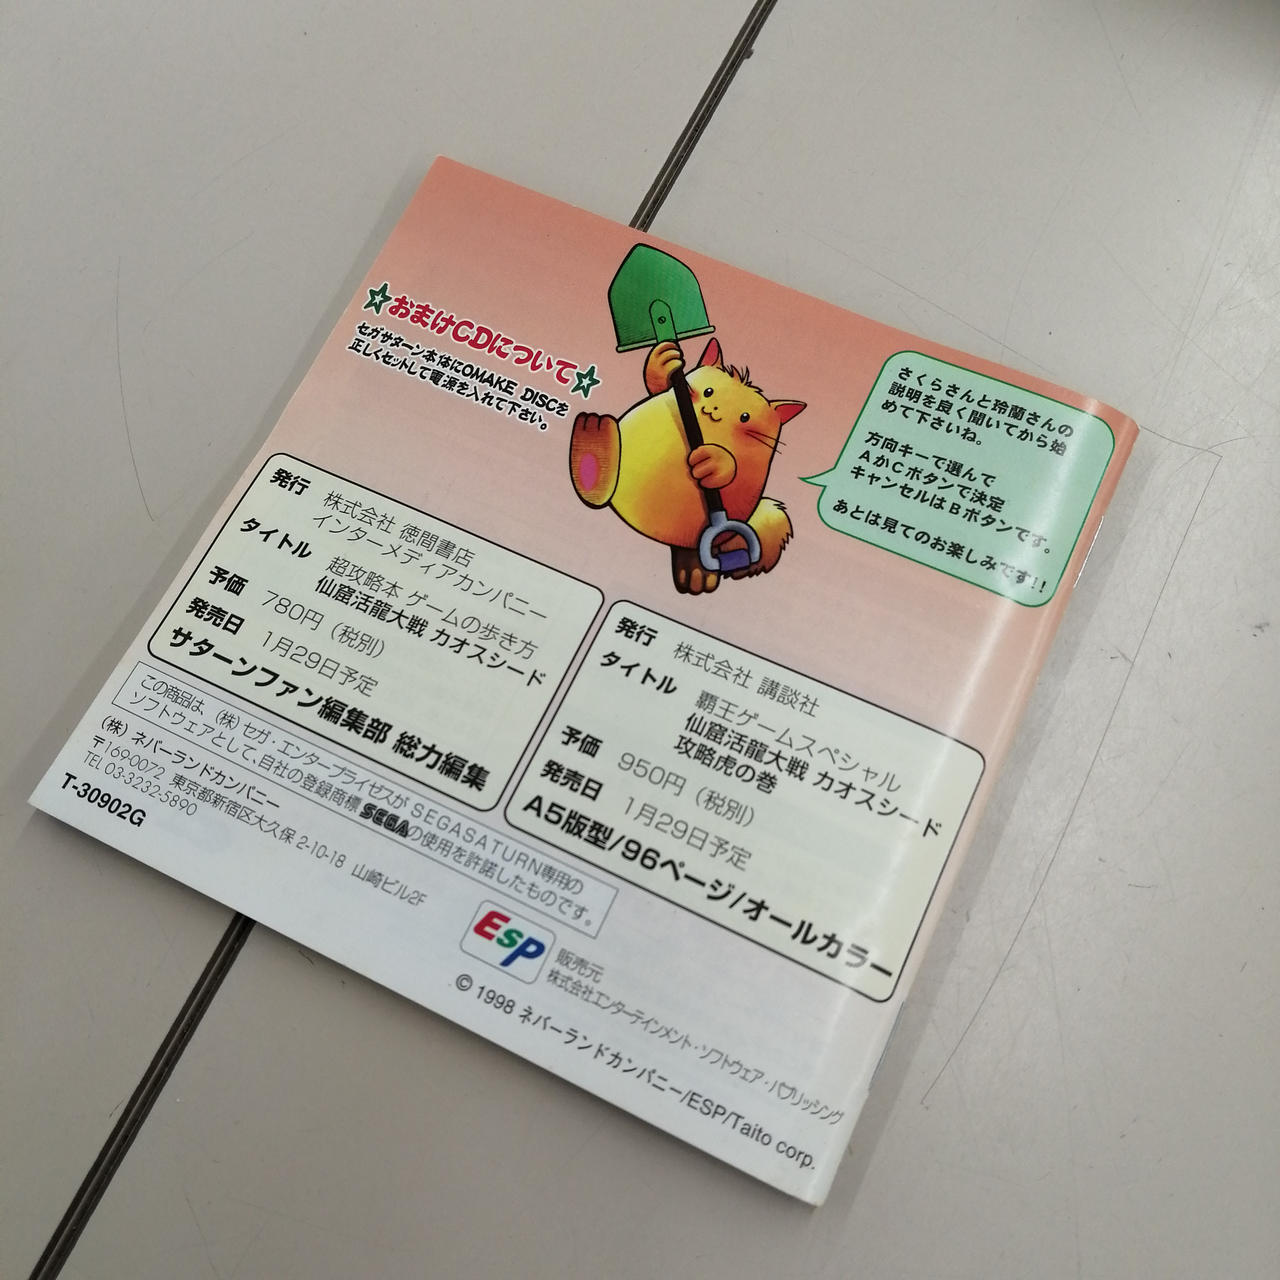 ☆おまけCDについて☆
セガサターン本体にOMAKE DISCを
正しくセットして電源を入れて下さい。
さくらさんと玲蘭さんの
説明を良く聞いてから始
めて下さいね。
方向キーで選んで
AかCボタンで決定
キャンセルはBボタンです。
あとは見てのお楽しみです!!
発行 株式会社 徳間書店
インターメディアカンパニー
タイトル 超攻略本 ゲームの歩き方
仙窟活龍大戦 カオスシード
予価 780円（税別）
発売日 1月29日予定
サターンファン編集部 総力編集
発行 株式会社 講談社
タイトル 覇王ゲームスペシャル
仙窟活龍大戦 カオスシード
攻略虎の巻
予価 950円（税別）
発売日 1月29日予定
A5版型/96ページ/オールカラー
この商品は、（株）セガ・エンタープライゼスが SEGASATURN専用の
ソフトウェアとして、自社の登録商標 SEGAの使用を許諾したものです。
（株）ネバーランドカンパニー
〒169-0072 東京都新宿区大久保 2-10-18 山崎ビル2F
TEL 03-3232-5890
T-30902G
ESP
販売元
株式会社エンターテインメント・ソフトウェア・パブリッシング
© 1998 ネバーランドカンパニー/ESP/Taito corp.